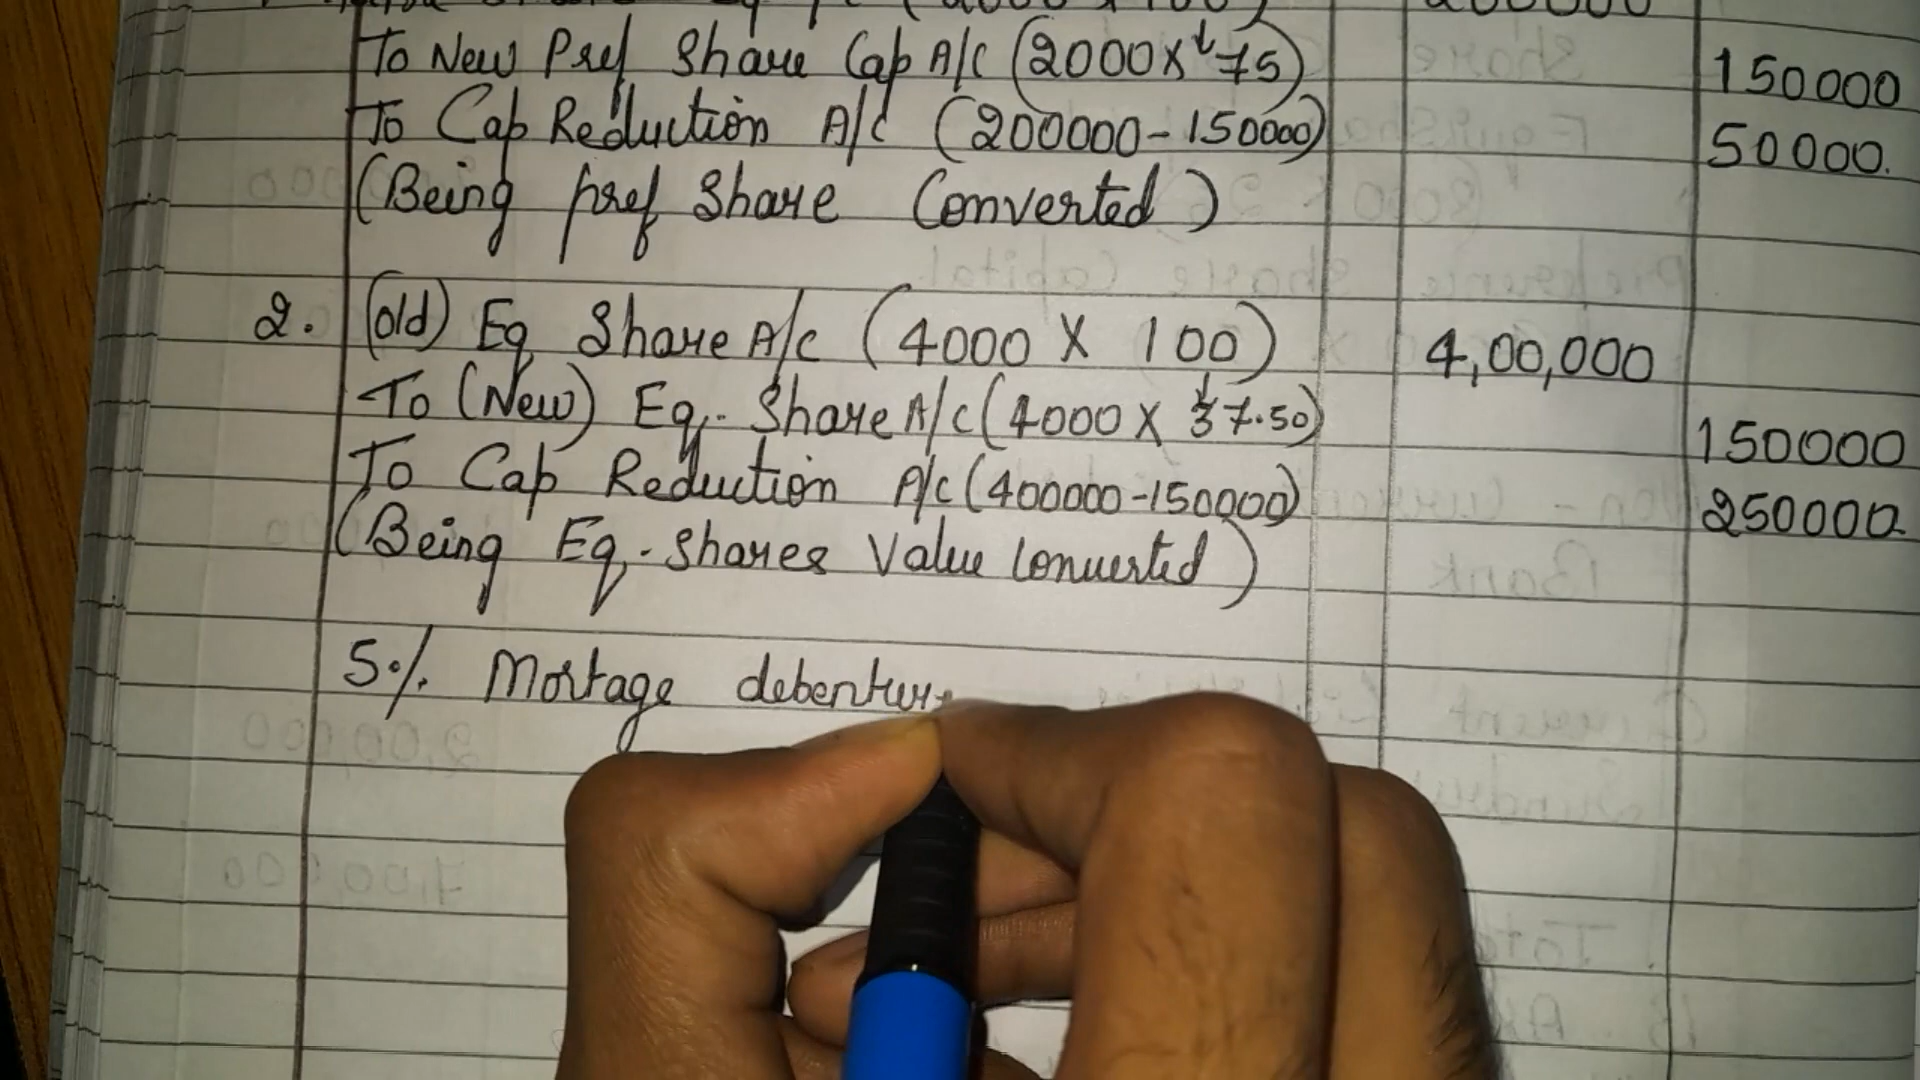 200000
To New Pref Share Cap A/C (2000 X 75) 150000
To Cap Reduction A/C (200000-150000) 50000.
(Being pref Share Converted)
2. (old) Eq Share A/c (4000 X 100) 4,00,000
To (New) Eq. Share A/c (4000 X 37.50) 150000
To Cap Reduction A/c (400000-150000) 250000
(Being Eq. Shares Value Converted)
5% Mortage debentur